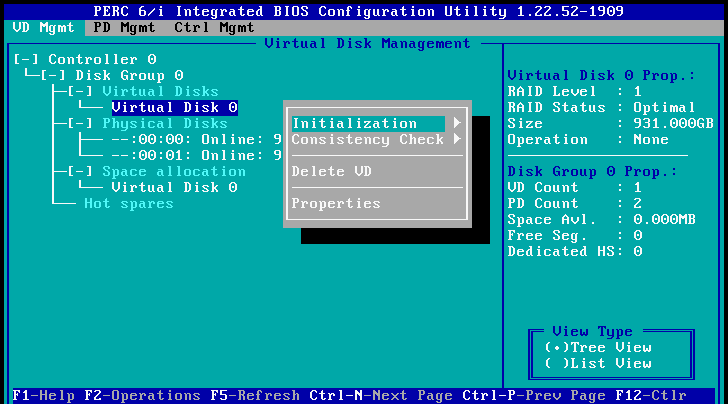 PERC 6/i Integrated BIOS Configuration Utility 1.22.52-1909
VD Mgmt PD Mgmt Ctrl Mgmt
Virtual Disk Management
[-] Controller 0
[-] Disk Group 0
[-] Virtual Disks
Virtual Disk 0
[-] Physical Disks
--:00:00: Online: 9
--:00:01: Online: 9
[-] Space allocation
Virtual Disk 0
Hot spares
Initialization
Consistency Check
Delete VD
Properties
Virtual Disk 0 Prop.:
RAID Level : 1
RAID Status : Optimal
Size : 931.000GB
Operation : None
Disk Group 0 Prop.:
VD Count : 1
PD Count : 2
Space Avl. : 0.000MB
Free Seg. : 0
Dedicated HS: 0
View Type
(•)Tree View
( )List View
F1-Help F2-Operations F5-Refresh Ctrl-N-Next Page Ctrl-P-Prev Page F12-Ctlr